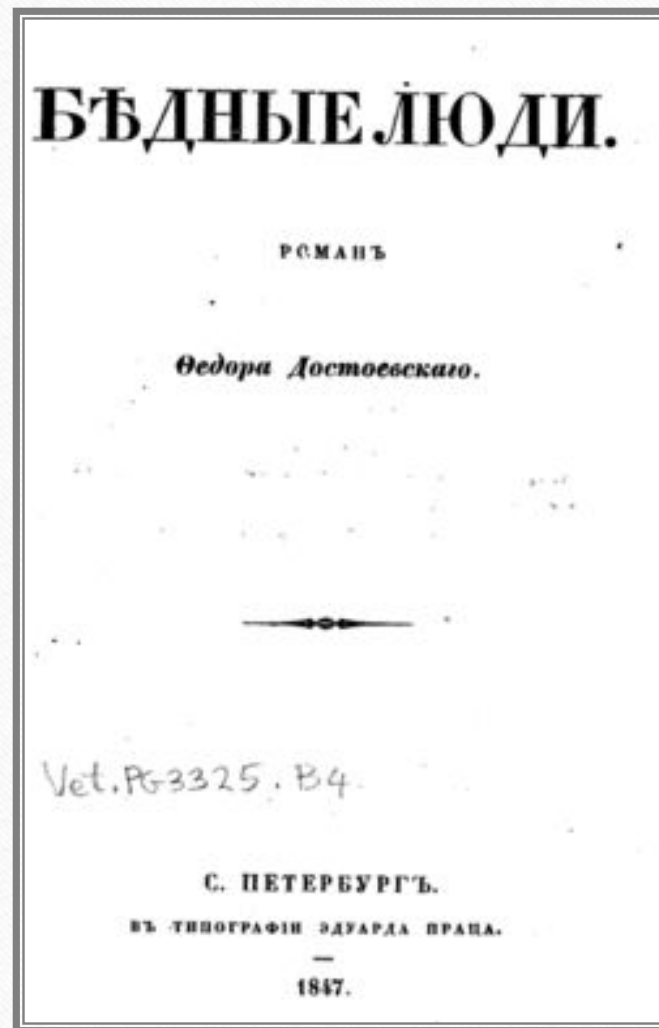 БѢДНЫЕ ЛЮДИ.
РОМАНЪ
Ѳедора Достоевскаго.
Vet.PG3325.B4.
С. ПЕТЕРБУРГЪ.
ВЪ ТИПОГРАФІИ ЭДУАРДА ПРАЦА.
1847.